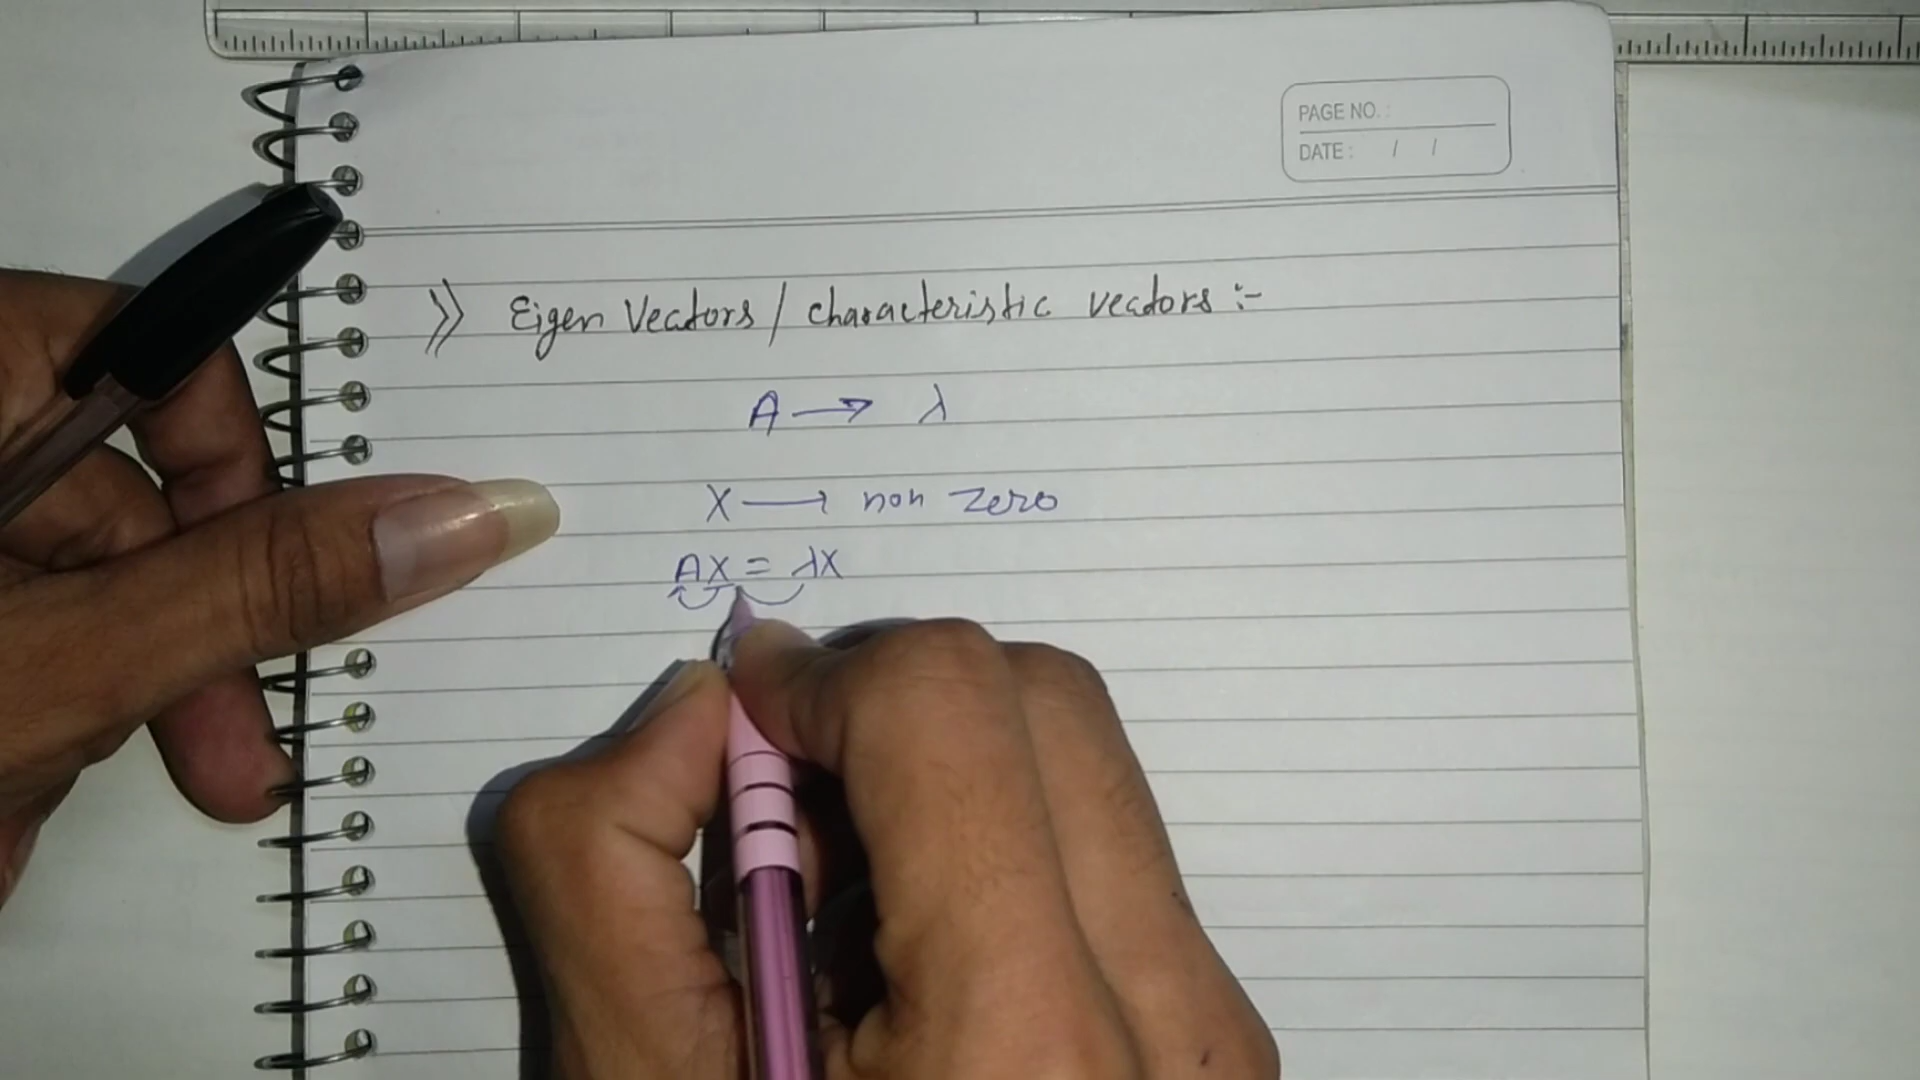 PAGE NO. :
DATE : / /
>> Eigen Vectors / characteristic vectors :-
A → λ
X → non zero
AX = λX